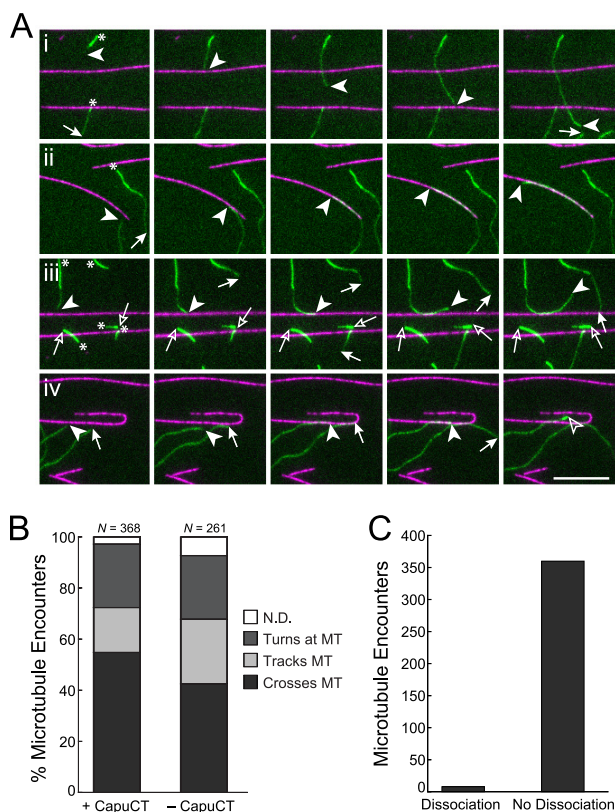 A
i
*
*
ii
*
iii
* *
* *
*
iv
B
N = 368 N = 261
% Microtubule Encounters
100
80
60
40
20
0
+ CapuCT – CapuCT
N.D.
Turns at MT
Tracks MT
Crosses MT
C
Microtubule Encounters
400
350
300
250
200
150
100
50
0
Dissociation No Dissociation